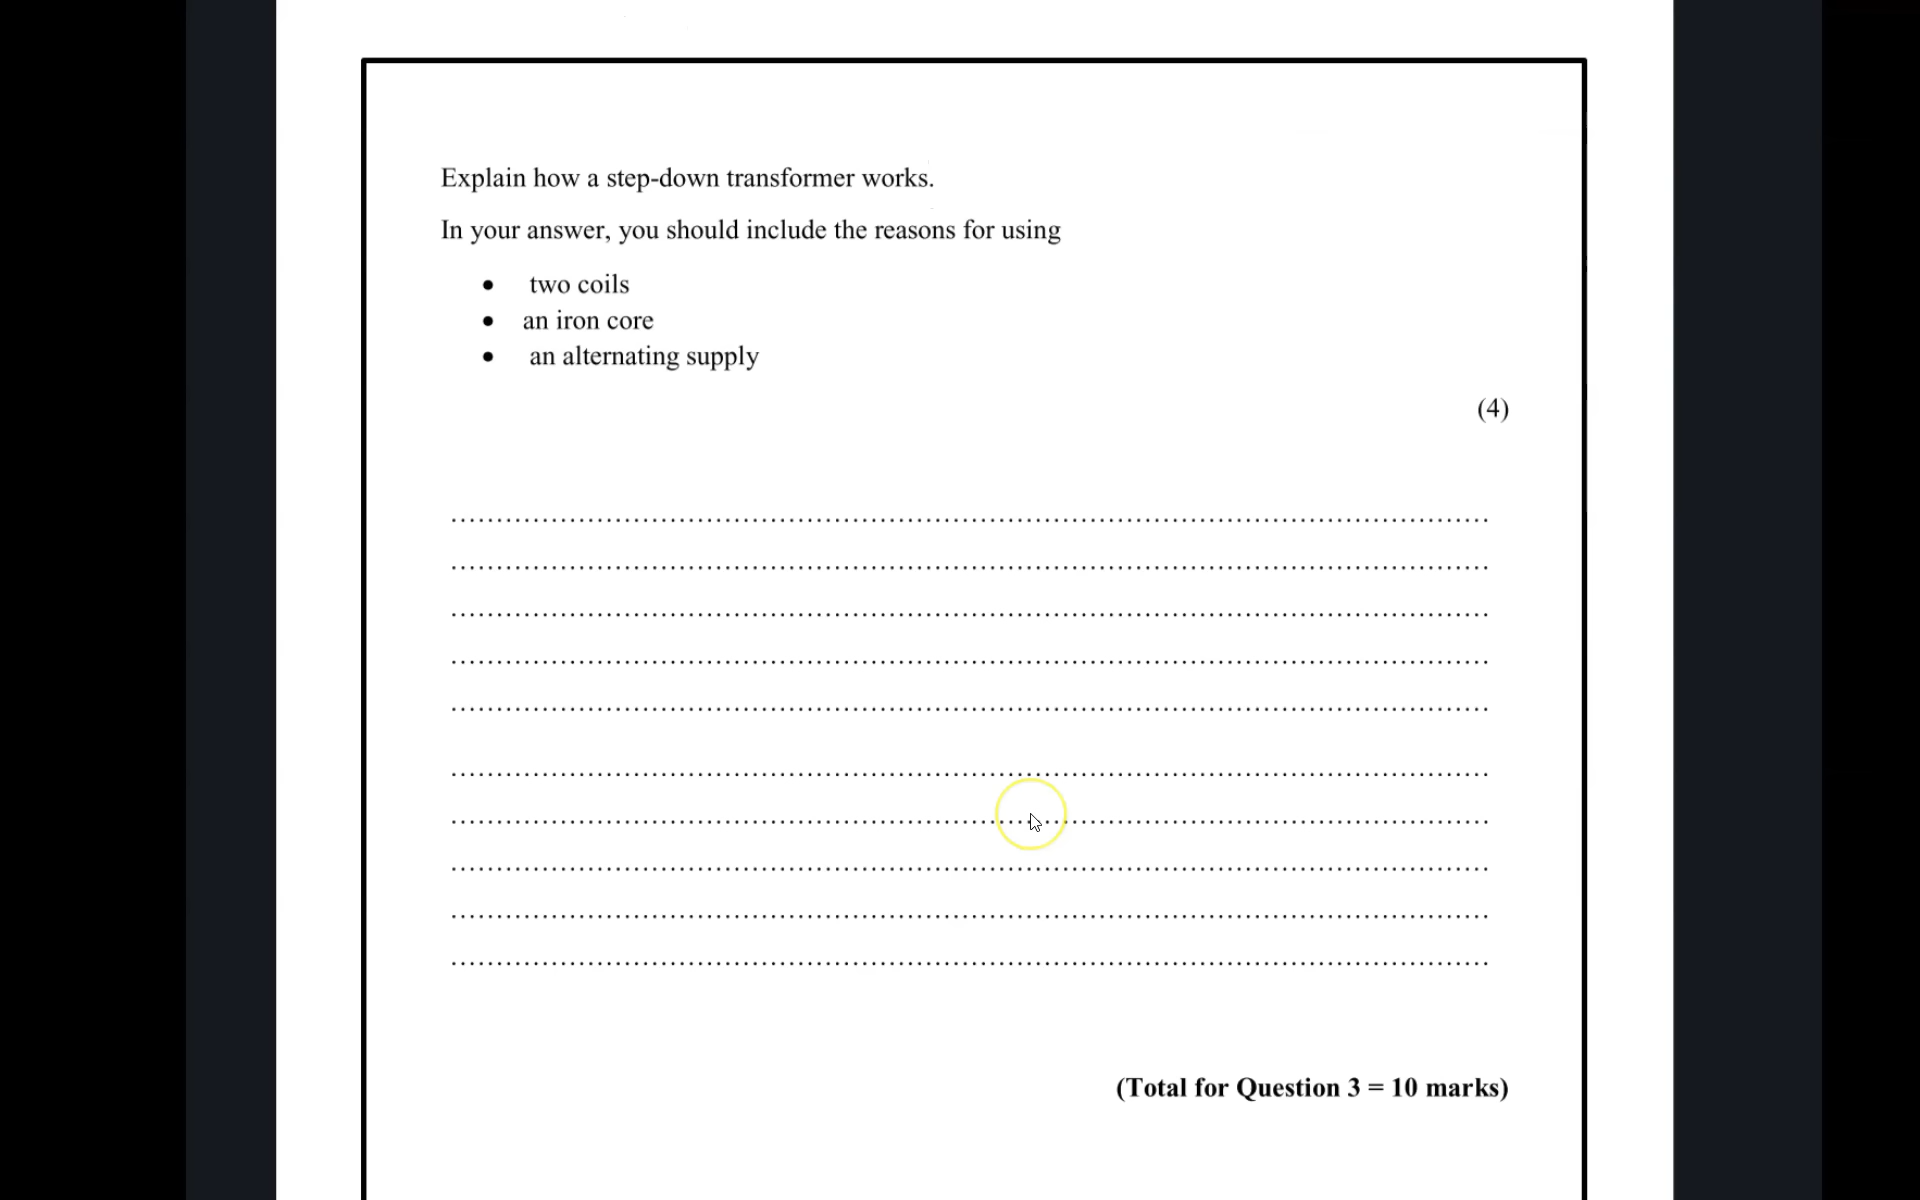 Explain how a step-down transformer works.
In your answer, you should include the reasons for using
• two coils
• an iron core
• an alternating supply
(4)
................................................................................................................
................................................................................................................
................................................................................................................
................................................................................................................
................................................................................................................
................................................................................................................
................................................................................................................
................................................................................................................
................................................................................................................
................................................................................................................
(Total for Question 3 = 10 marks)